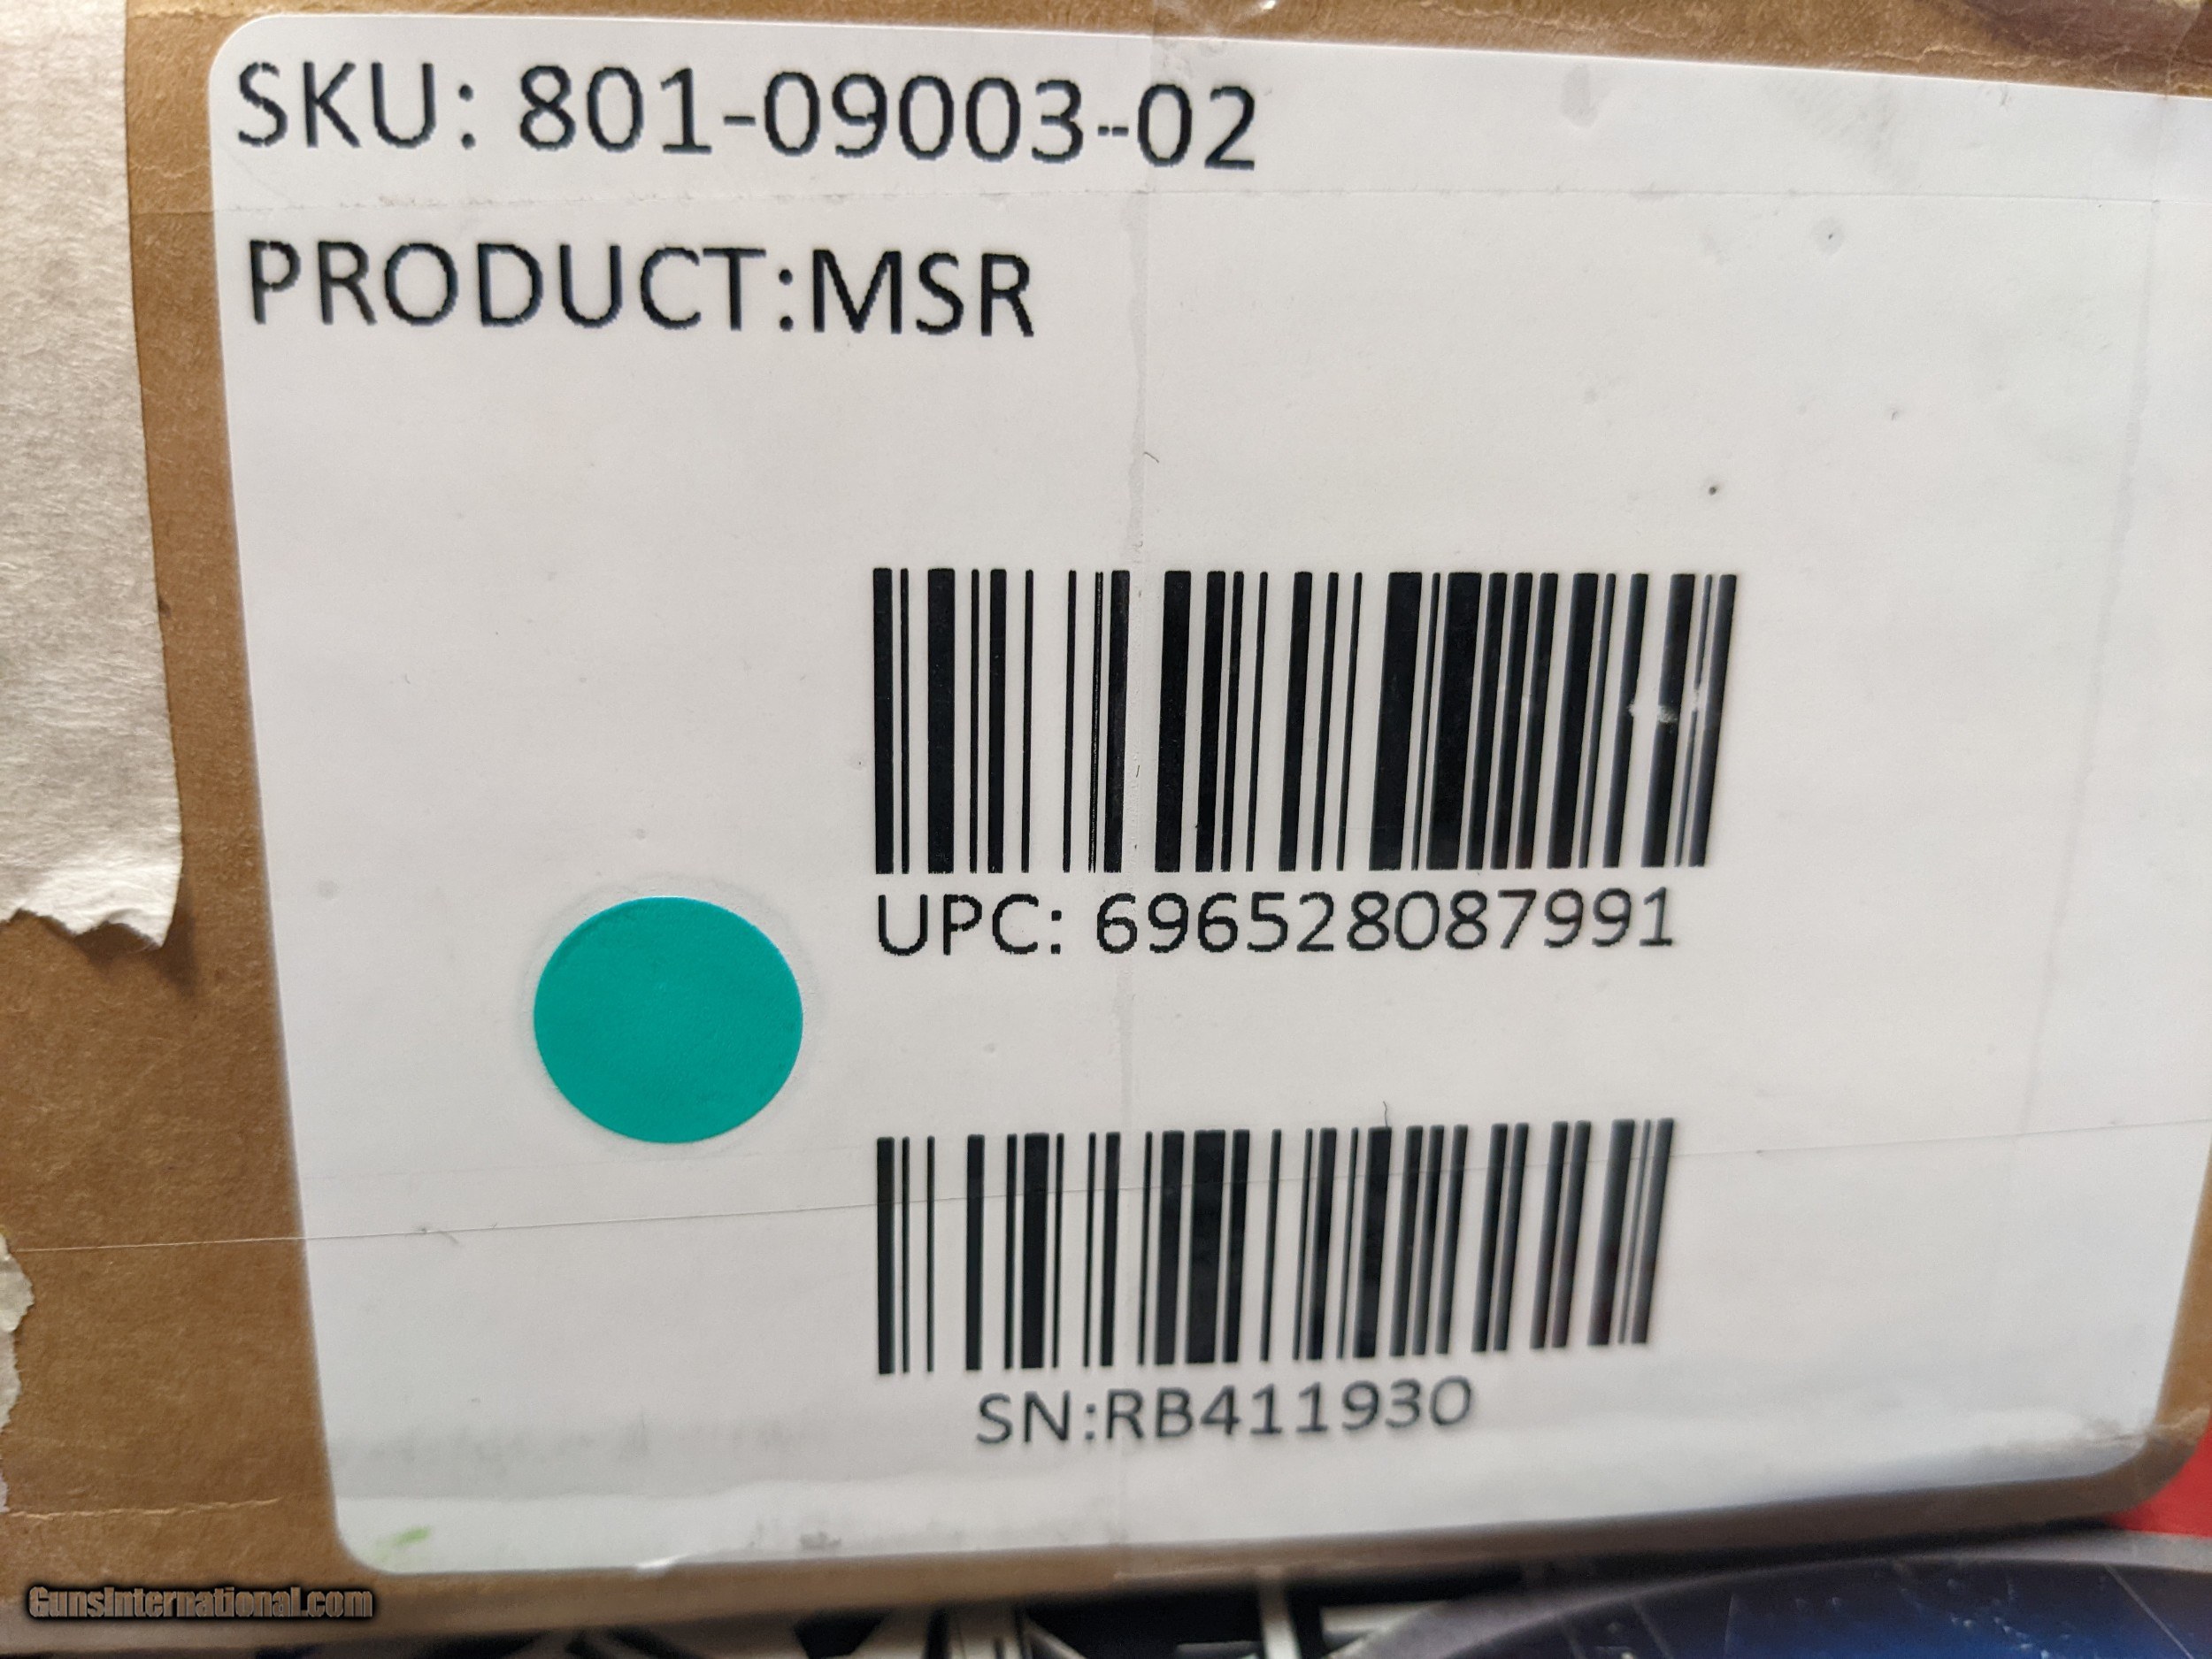 SKU: 801-09003-02
PRODUCT:MSR
UPC: 696528087991
SN:RB411930
GunsInternational.com